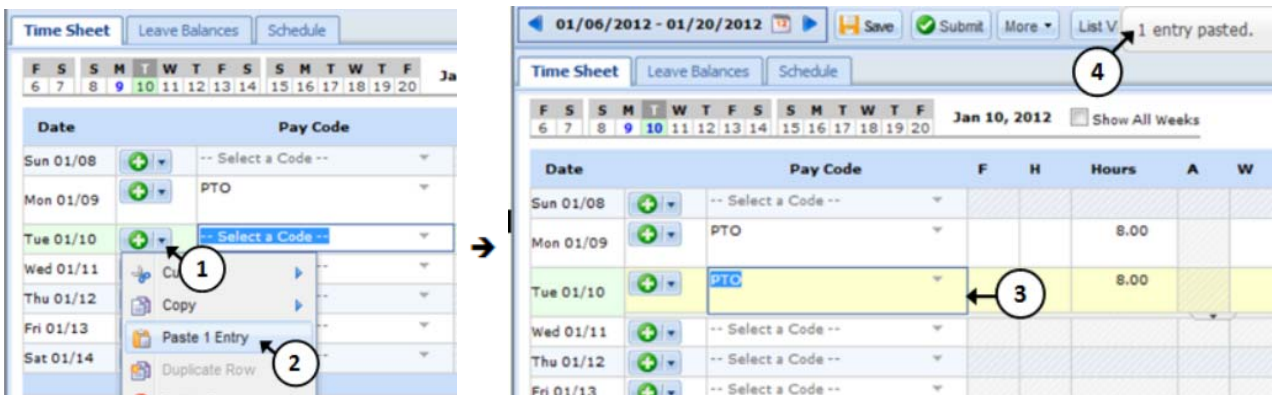 Time Sheet Leave Balances Schedule
F S S M T W T F S S M T W T F
6 7 8 9 10 11 12 13 14 15 16 17 18 19 20 Ja
Date Pay Code
Sun 01/08 -- Select a Code --
Mon 01/09 PTO
Tue 01/10 -- Select a Code --
1
Wed 01/11 Cu --
Thu 01/12 Copy --
Fri 01/13 Paste 1 Entry --
Sat 01/14 --
2
Duplicate Row
01/06/2012 - 01/20/2012 Save Submit More List V 1 entry pasted.
4
Time Sheet Leave Balances Schedule
F S S M T W T F S S M T W T F
6 7 8 9 10 11 12 13 14 15 16 17 18 19 20 Jan 10, 2012 Show All Weeks
Date Pay Code F H Hours A W
Sun 01/08 -- Select a Code --
Mon 01/09 PTO 8.00
Tue 01/10 PTO 8.00
3
Wed 01/11 -- Select a Code --
Thu 01/12 -- Select a Code --
Fri 01/13 -- Select a Code --